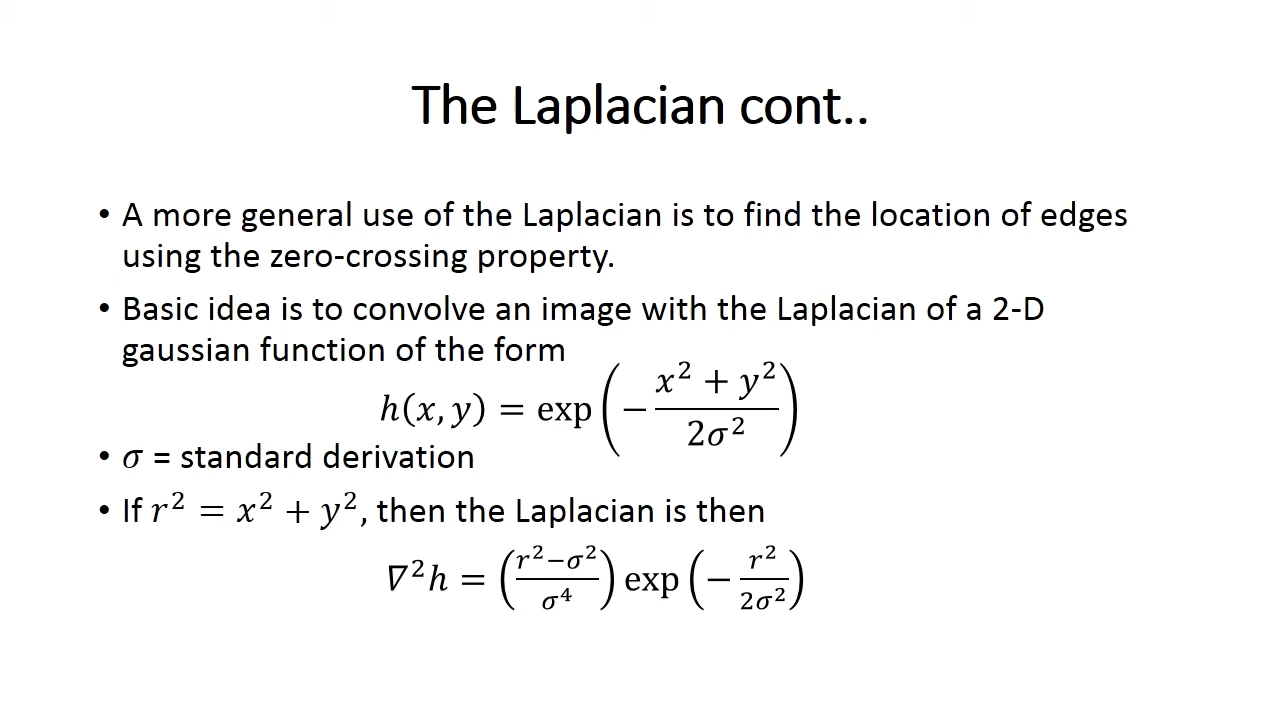 The Laplacian cont..
• A more general use of the Laplacian is to find the location of edges
using the zero-crossing property.
• Basic idea is to convolve an image with the Laplacian of a 2-D
gaussian function of the form
h(x, y) = exp(−(x² + y²)/(2σ²))
• σ = standard derivation
• If r² = x² + y², then the Laplacian is then
∇²h = ((r²−σ²)/σ⁴) exp(−r²/(2σ²))